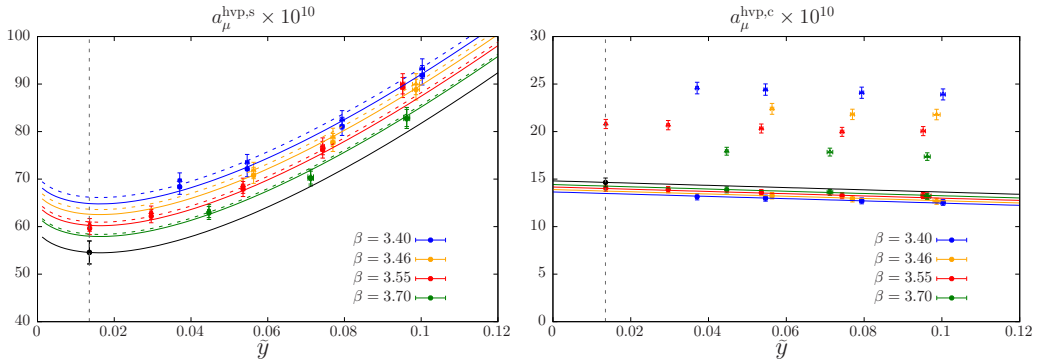 a_μ^{hvp,s} × 10^{10}
100
90
80
70
60
50
40
0
0.02
0.04
0.06
0.08
0.1
0.12
ỹ
β = 3.40
β = 3.46
β = 3.55
β = 3.70
a_μ^{hvp,c} × 10^{10}
30
25
20
15
10
5
0
0
0.02
0.04
0.06
0.08
0.1
0.12
ỹ
β = 3.40
β = 3.46
β = 3.55
β = 3.70